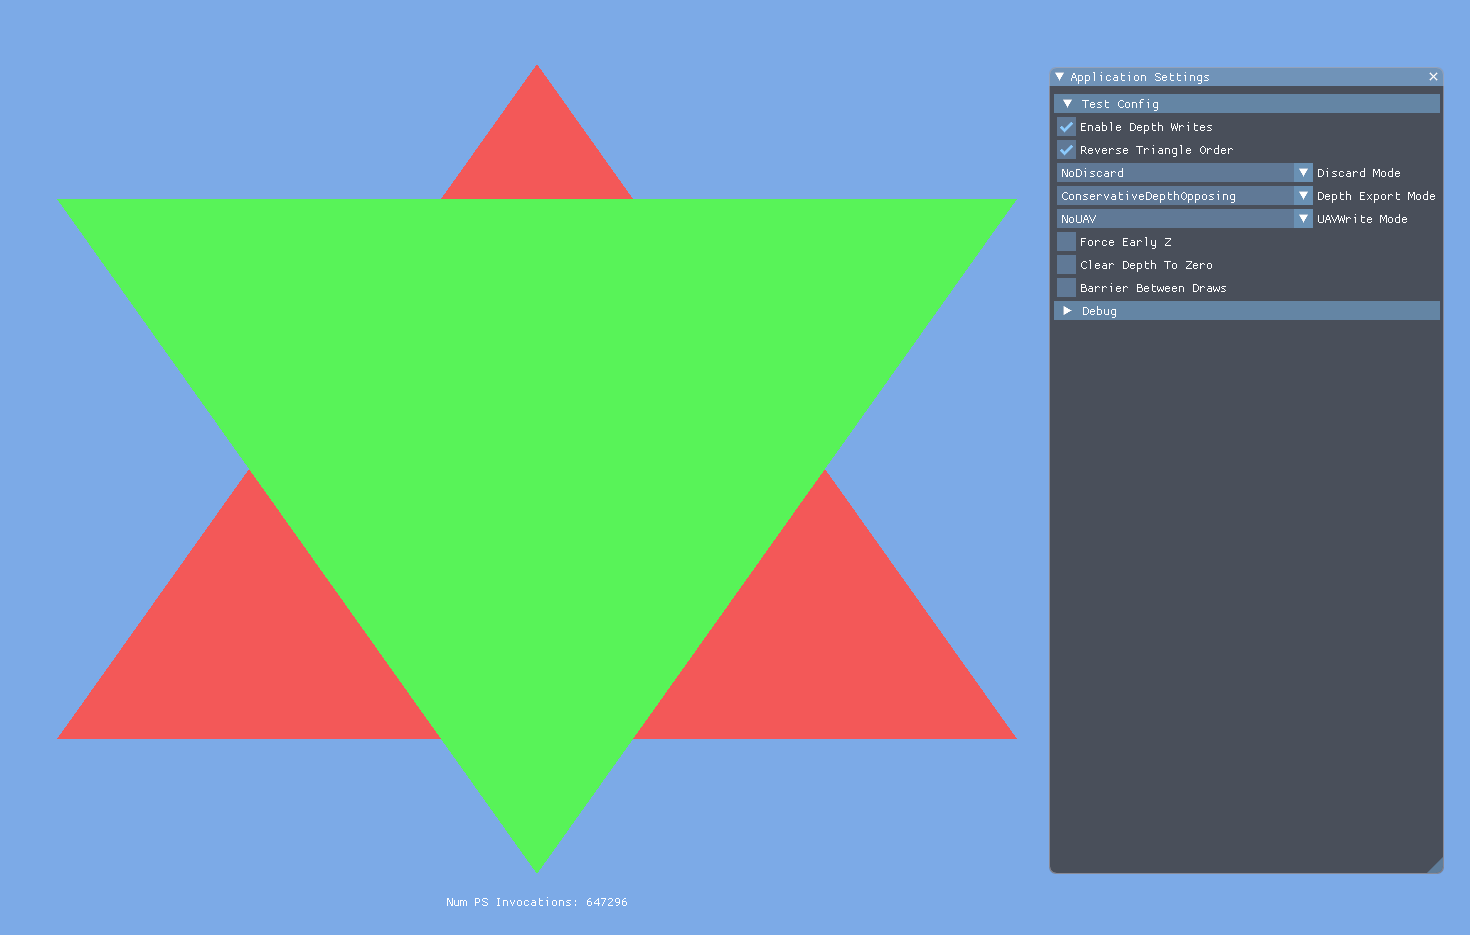 Application Settings
Test Config
Enable Depth Writes
Reverse Triangle Order
NoDiscard Discard Mode
ConservativeDepthOpposing Depth Export Mode
NoUAV UAVWrite Mode
Force Early Z
Clear Depth To Zero
Barrier Between Draws
Debug
Num PS Invocations: 647296